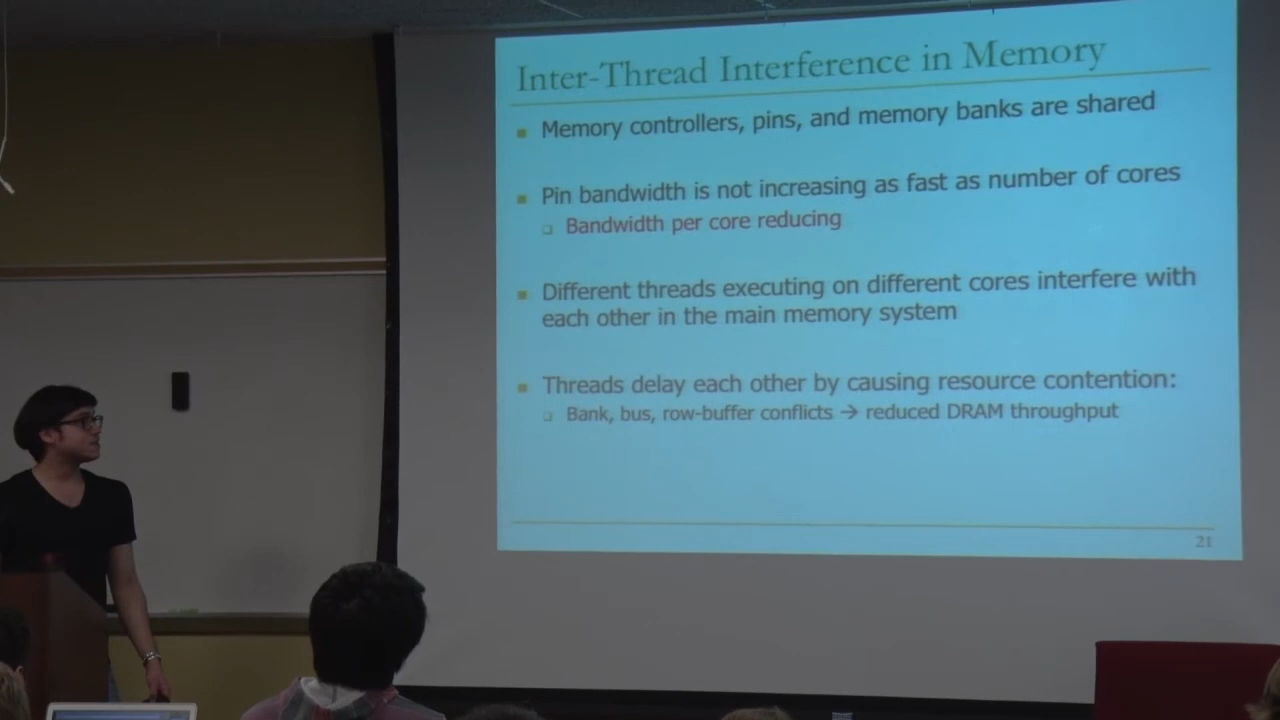 Inter-Thread Interference in Memory
Memory controllers, pins, and memory banks are shared
Pin bandwidth is not increasing as fast as number of cores
Bandwidth per core reducing
Different threads executing on different cores interfere with
each other in the main memory system
Threads delay each other by causing resource contention:
Bank, bus, row-buffer conflicts → reduced DRAM throughput
21